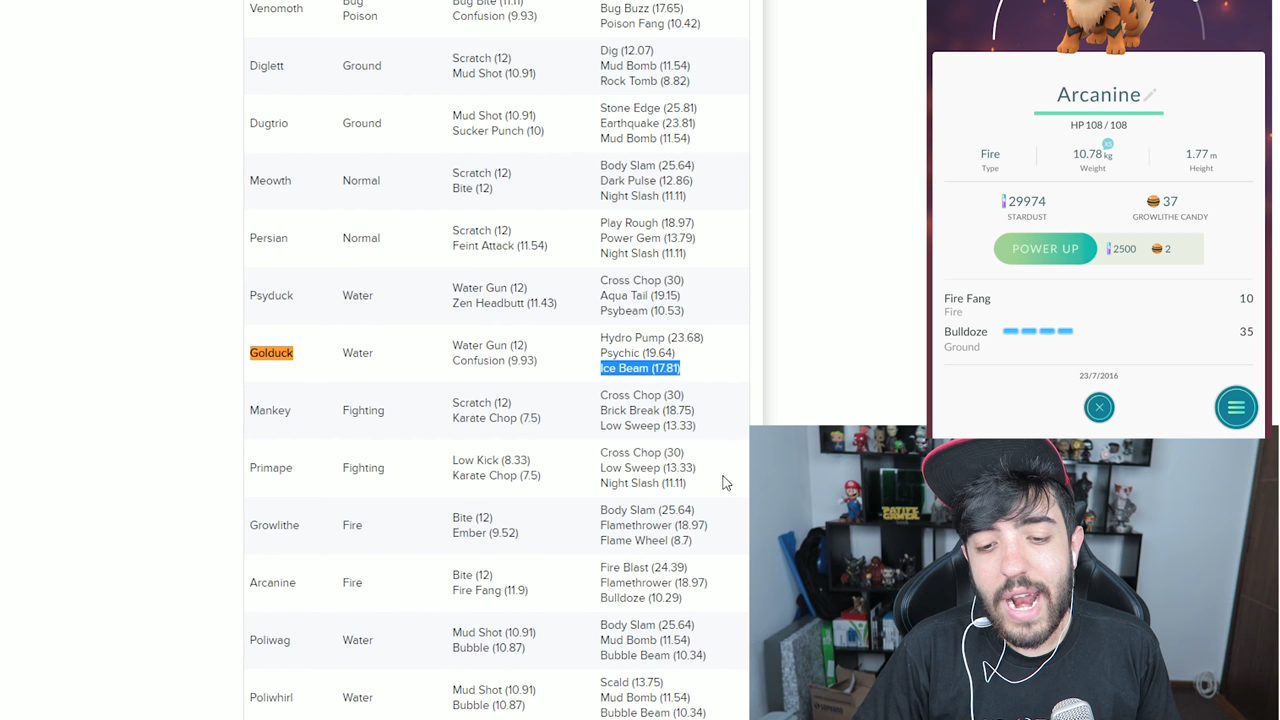 Venomoth
Bug
Poison
Bug Bite (11.11)
Confusion (9.93)
Bug Buzz (17.65)
Poison Fang (10.42)
Diglett
Ground
Scratch (12)
Mud Shot (10.91)
Dig (12.07)
Mud Bomb (11.54)
Rock Tomb (8.82)
Dugtrio
Ground
Mud Shot (10.91)
Sucker Punch (10)
Stone Edge (25.81)
Earthquake (23.81)
Mud Bomb (11.54)
Meowth
Normal
Scratch (12)
Bite (12)
Body Slam (25.64)
Dark Pulse (12.86)
Night Slash (11.11)
Persian
Normal
Scratch (12)
Feint Attack (11.54)
Play Rough (18.97)
Power Gem (13.79)
Night Slash (11.11)
Psyduck
Water
Water Gun (12)
Zen Headbutt (11.43)
Cross Chop (30)
Aqua Tail (19.15)
Psybeam (10.53)
Golduck
Water
Water Gun (12)
Confusion (9.93)
Hydro Pump (23.68)
Psychic (19.64)
Ice Beam (17.81)
Mankey
Fighting
Scratch (12)
Karate Chop (7.5)
Cross Chop (30)
Brick Break (18.75)
Low Sweep (13.33)
Primape
Fighting
Low Kick (8.33)
Karate Chop (7.5)
Cross Chop (30)
Low Sweep (13.33)
Night Slash (11.11)
Growlithe
Fire
Bite (12)
Ember (9.52)
Body Slam (25.64)
Flamethrower (18.97)
Flame Wheel (8.7)
Arcanine
Fire
Bite (12)
Fire Fang (11.9)
Fire Blast (24.39)
Flamethrower (18.97)
Bulldoze (10.29)
Poliwag
Water
Mud Shot (10.91)
Bubble (10.87)
Body Slam (25.64)
Mud Bomb (11.54)
Bubble Beam (10.34)
Poliwhirl
Water
Mud Shot (10.91)
Bubble (10.87)
Scald (13.75)
Mud Bomb (11.54)
Bubble Beam (10.34)
Arcanine
HP 108 / 108
XS
Fire
Type
10.78 kg
Weight
1.77 m
Height
29974
STARDUST
37
GROWLITHE CANDY
POWER UP
2500
2
Fire Fang
Fire
10
Bulldoze
Ground
35
23/7/2016
PATIFE
GAMER